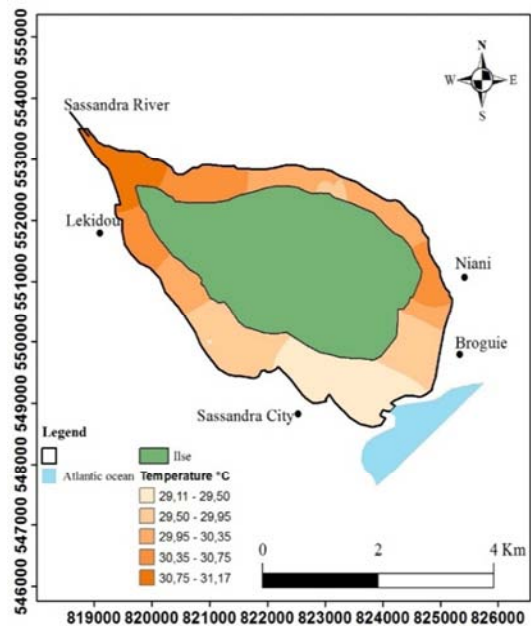 555000
554000
553000
552000
551000
550000
549000
548000
547000
546000
N
W E
S
Sassandra River
Lekidou
Niani
Broguie
Sassandra City
Legend
Ilse
Atlantic ocean
Temperature °C
29,11 - 29,50
29,50 - 29,95
29,95 - 30,35
30,35 - 30,75
30,75 - 31,17
0 2 4 Km
819000 820000 821000 822000 823000 824000 825000 826000